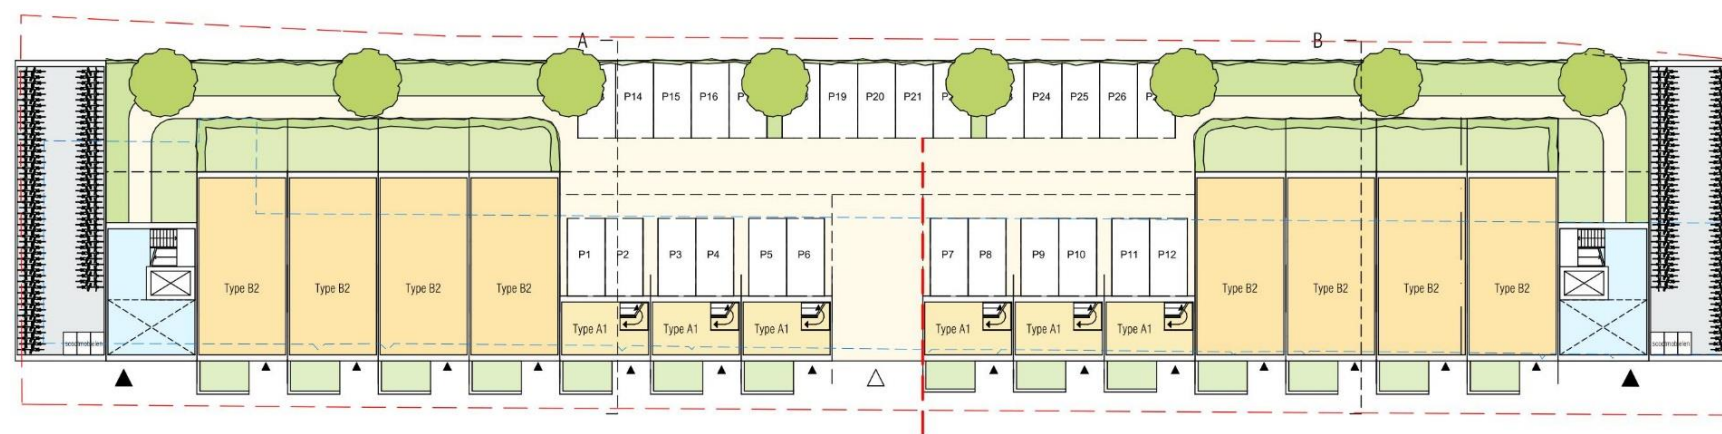 A
B
P14 P15 P16 P19 P20 P21 P24 P25 P26
P1 P2 P3 P4 P5 P6 P7 P8 P9 P10 P11 P12
Type B2 Type B2 Type B2 Type B2 Type B2 Type B2 Type B2 Type B2
Type A1 Type A1 Type A1 Type A1 Type A1 Type A1
scootmobielen scootmobielen